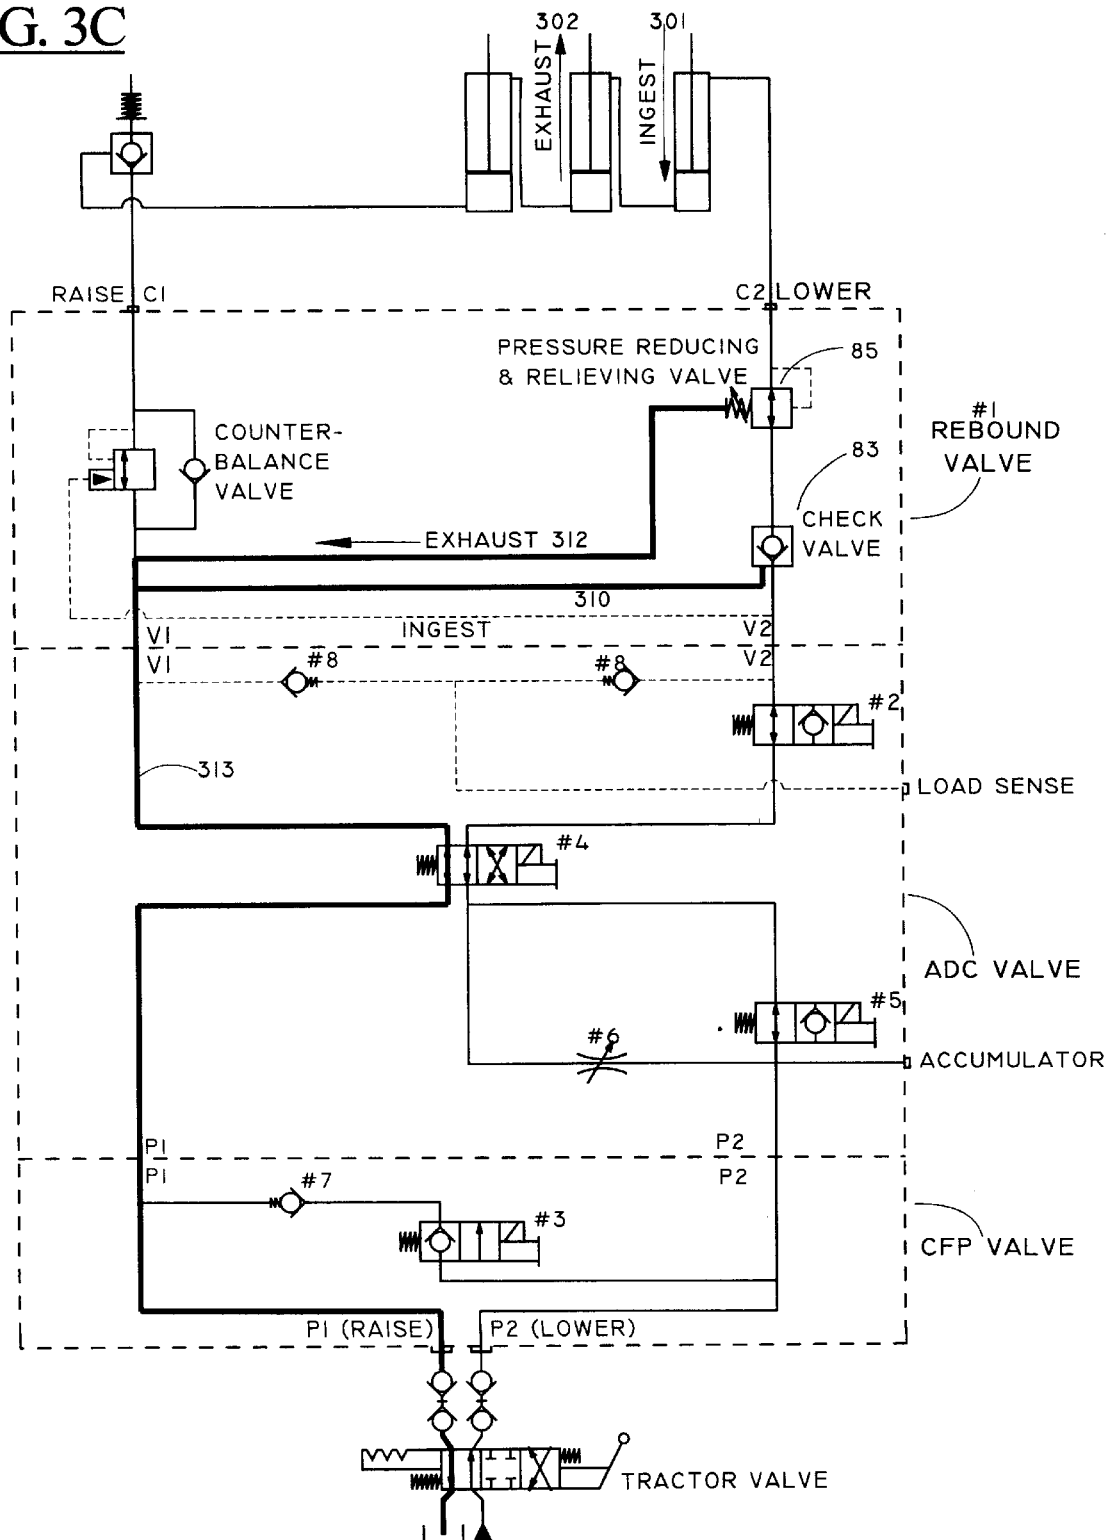 G. 3C
302
301
EXHAUST
INGEST
RAISE C1
C2 LOWER
PRESSURE REDUCING
& RELIEVING VALVE
85
#1
REBOUND
VALVE
COUNTER-
BALANCE
VALVE
83
CHECK
VALVE
EXHAUST 312
310
INGEST
V1
V2
V1
V2
#8
#8
#2
313
LOAD SENSE
#4
ADC VALVE
#5
#6
ACCUMULATOR
P1
P2
P1
P2
#7
#3
CFP VALVE
P1 (RAISE)
P2 (LOWER)
TRACTOR VALVE